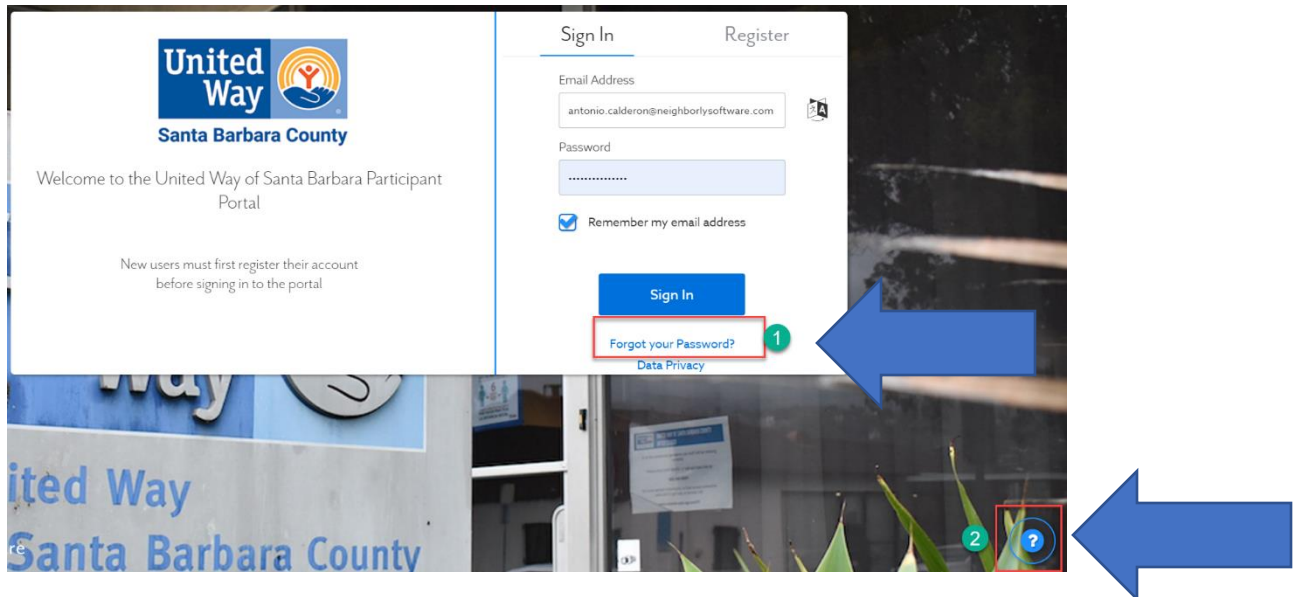 United
Way
Santa Barbara County
Welcome to the United Way of Santa Barbara Participant
Portal
New users must first register their account
before signing in to the portal
Sign In
Register
Email Address
antonio.calderon@neighborlysoftware.com
A
Password
...............
Remember my email address
Sign In
Forgot your Password?
1
Data Privacy
Way
ited Way
Santa Barbara County
2
?